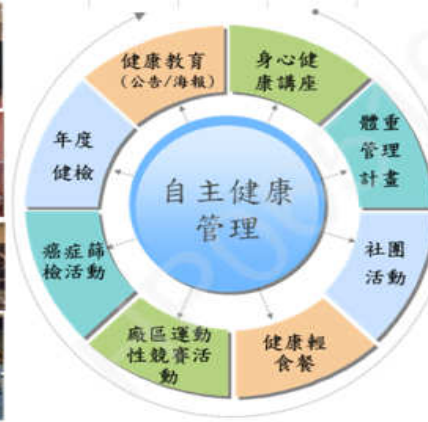 自主健康
管理
身心健
康講座
體重
管理
計畫
社團
活動
健康輕
食餐
廠區運動
性競賽活
動
癌症篩
檢活動
年度
健檢
健康教育
(公告/海報)